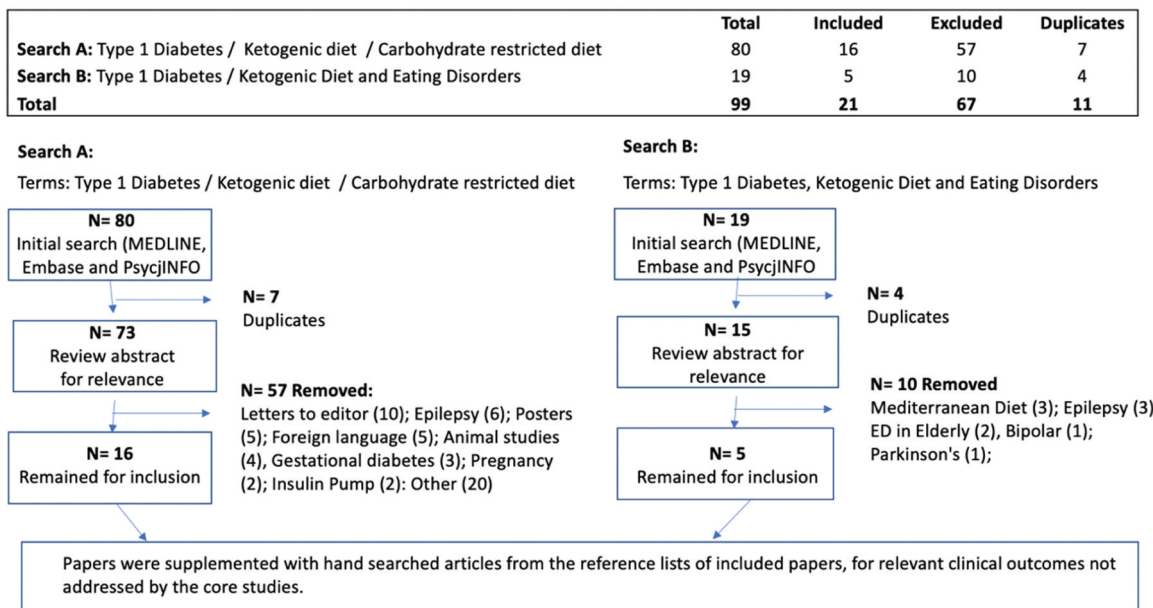 Total Included Excluded Duplicates
Search A: Type 1 Diabetes / Ketogenic diet / Carbohydrate restricted diet 80 16 57 7
Search B: Type 1 Diabetes / Ketogenic Diet and Eating Disorders 19 5 10 4
Total 99 21 67 11
Search A:
Terms: Type 1 Diabetes / Ketogenic diet / Carbohydrate restricted diet
N= 80
Initial search (MEDLINE,
Embase and PsycjINFO
N= 7
Duplicates
N= 73
Review abstract
for relevance
N= 57 Removed:
Letters to editor (10); Epilepsy (6); Posters
(5); Foreign language (5); Animal studies
(4), Gestational diabetes (3); Pregnancy
(2); Insulin Pump (2): Other (20)
N= 16
Remained for inclusion
Search B:
Terms: Type 1 Diabetes, Ketogenic Diet and Eating Disorders
N= 19
Initial search (MEDLINE,
Embase and PsycjINFO
N= 4
Duplicates
N= 15
Review abstract for
relevance
N= 10 Removed
Mediterranean Diet (3); Epilepsy (3)
ED in Elderly (2), Bipolar (1);
Parkinson's (1);
N= 5
Remained for inclusion
Papers were supplemented with hand searched articles from the reference lists of included papers, for relevant clinical outcomes not
addressed by the core studies.